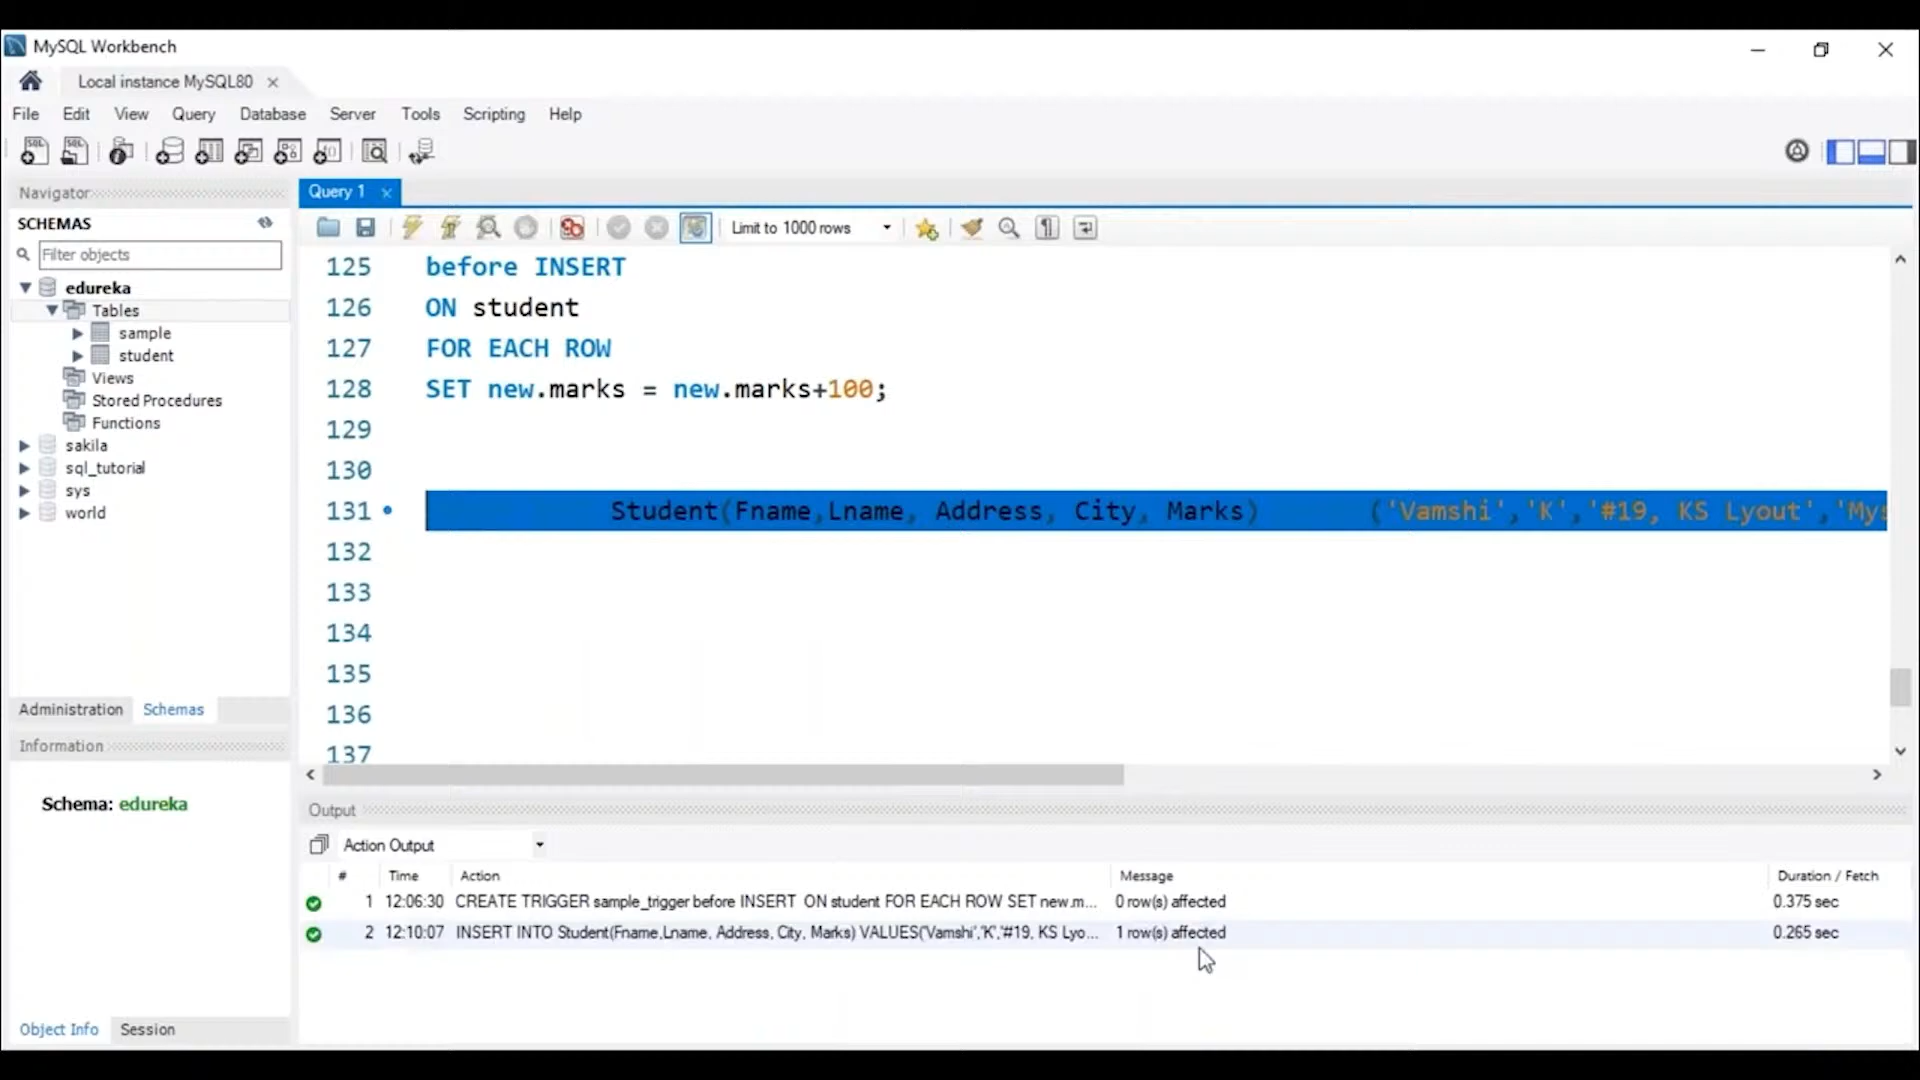 MySQL Workbench
Local instance MySQL80
File Edit View Query Database Server Tools Scripting Help
Navigator
SCHEMAS
Filter objects
edureka
Tables
sample
student
Views
Stored Procedures
Functions
sakila
sql_tutorial
sys
world
Administration Schemas
Information
Schema: edureka
Object Info Session
Query 1
Limit to 1000 rows
125 before INSERT
126 ON student
127 FOR EACH ROW
128 SET new.marks = new.marks+100;
129
130
131 Student(Fname,Lname, Address, City, Marks) ('Vamshi','K','#19, KS Lyout','Mys
132
133
134
135
136
137
Output
Action Output
# Time Action Message Duration / Fetch
1 12:06:30 CREATE TRIGGER sample_trigger before INSERT ON student FOR EACH ROW SET new.m... 0 row(s) affected 0.375 sec
2 12:10:07 INSERT INTO Student(Fname,Lname, Address, City, Marks) VALUES('Vamshi','K','#19, KS Lyo... 1 row(s) affected 0.265 sec